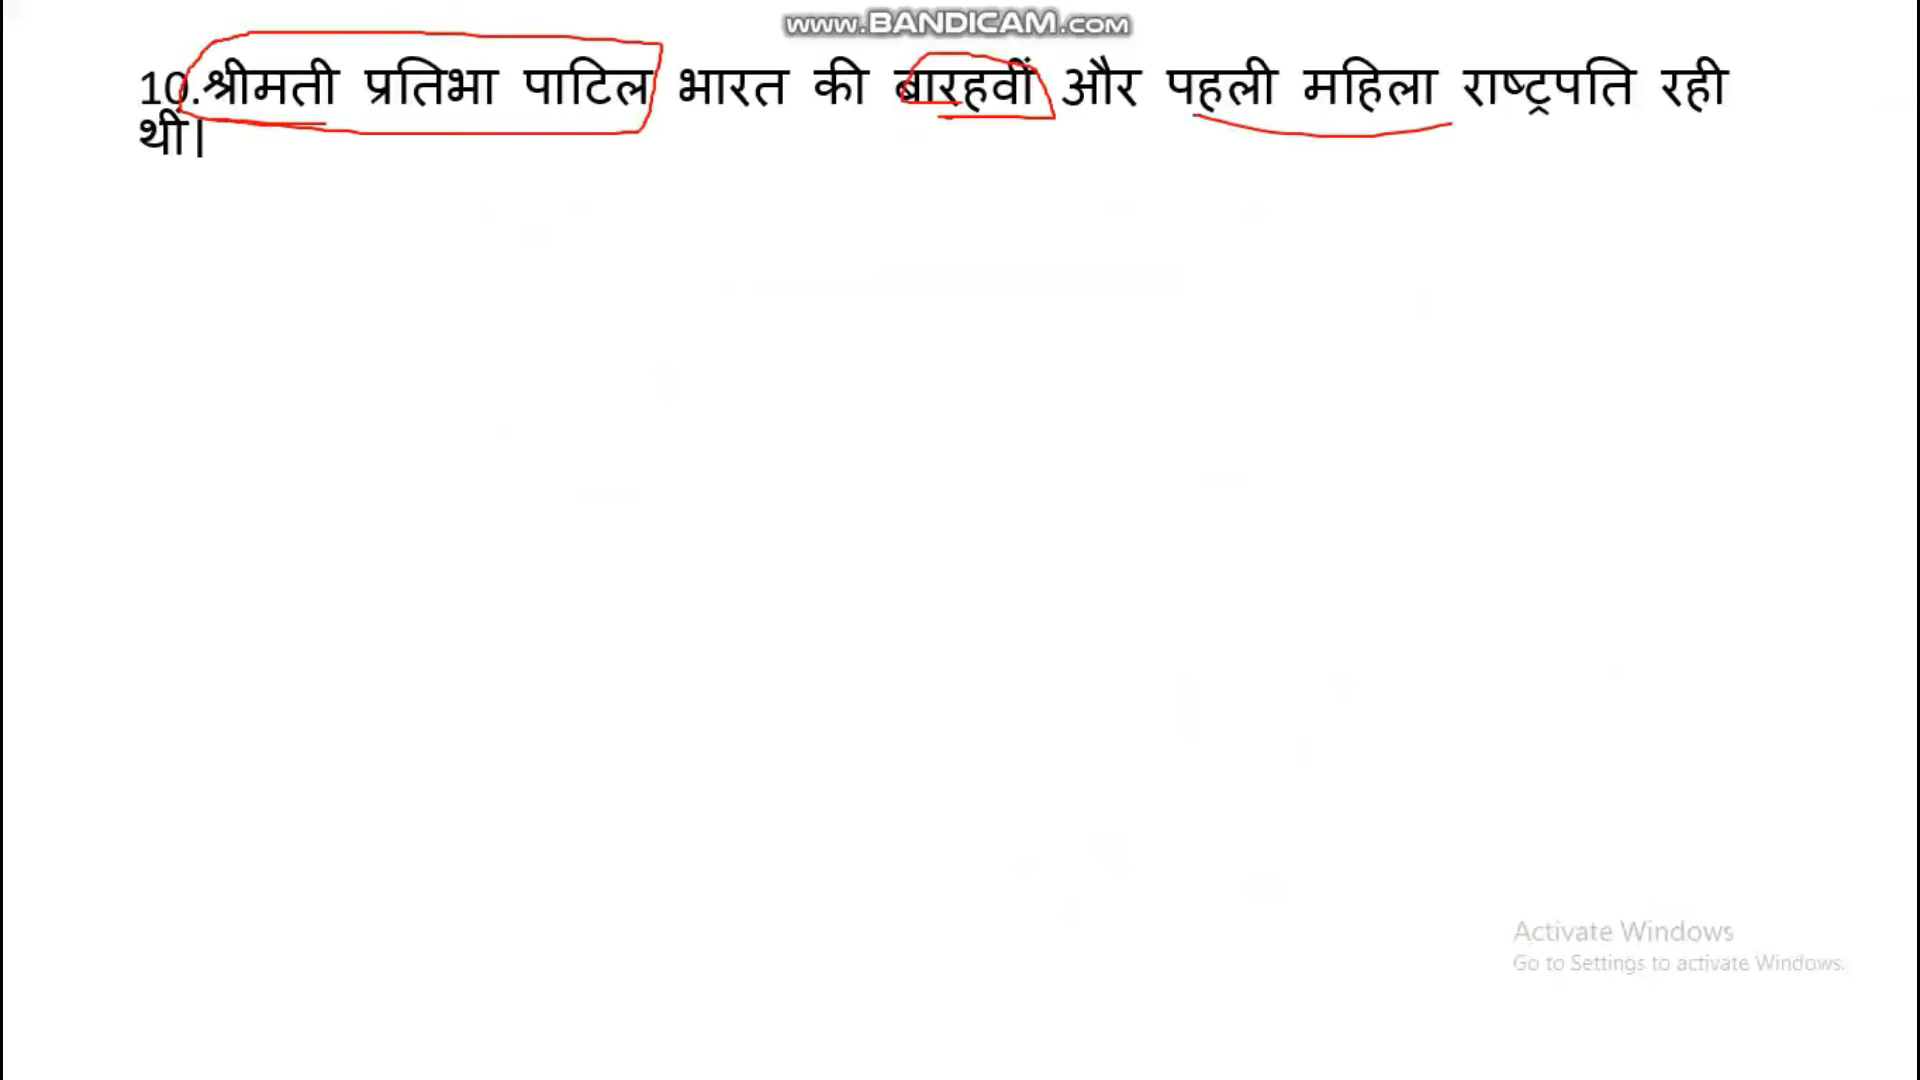 www.BANDICAM.com
10.श्रीमती प्रतिभा पाटिल भारत की बारहवीं और पहली महिला राष्ट्रपति रही
थी|
Activate Windows
Go to Settings to activate Windows.